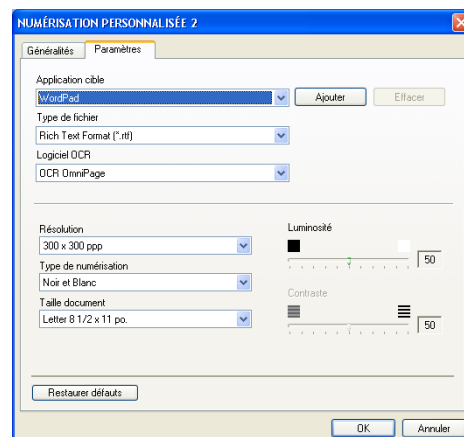 NUMÉRISATION PERSONNALISÉE 2
Généralités Paramètres
Application cible
WordPad Ajouter Effacer
Type de fichier
Rich Text Format (*.rtf)
Logiciel OCR
OCR OmniPage
Résolution Luminosité
300 x 300 ppp 50
Type de numérisation
Noir et Blanc
Contraste
Taille document
Letter 8 1/2 x 11 po. 50
Restaurer défauts
OK Annuler